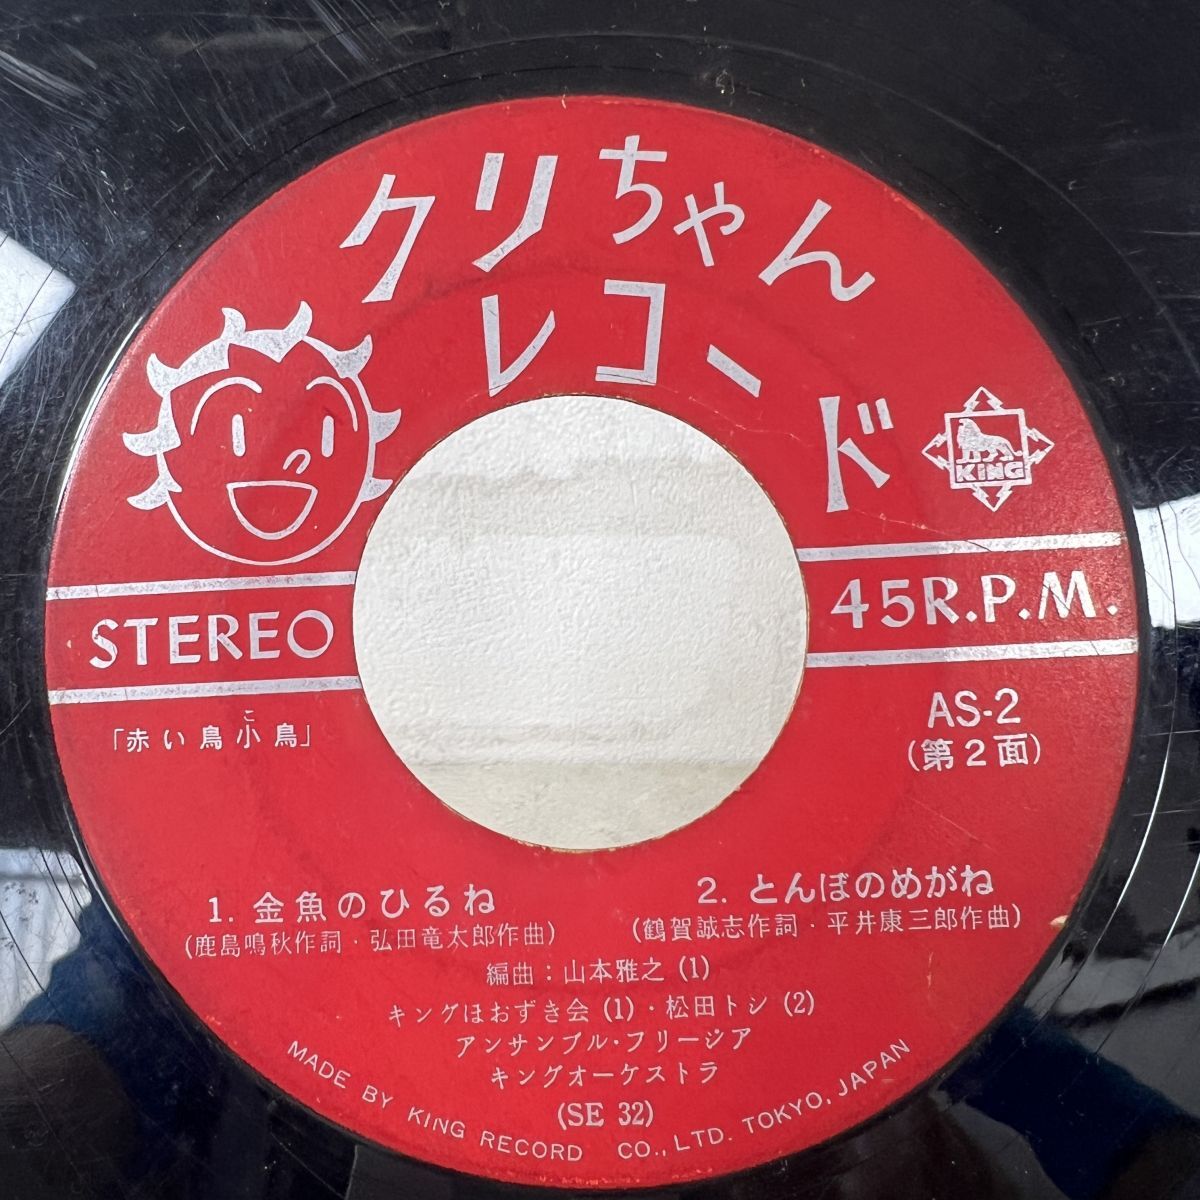 クリちゃん
レコード
KING
STEREO
45R.P.M.
「赤い鳥小鳥」
こ
AS-2
(第2面)
1. 金魚のひるね
(鹿島鳴秋作詞・弘田竜太郎作曲)
2. とんぼのめがね
(鶴賀誠志作詞・平井康三郎作曲)
編曲：山本雅之 (1)
キングほおずき会 (1)・松田トシ (2)
アンサンブル・フリージア
キングオーケストラ
(SE 32)
MADE BY KING RECORD CO., LTD. TOKYO, JAPAN